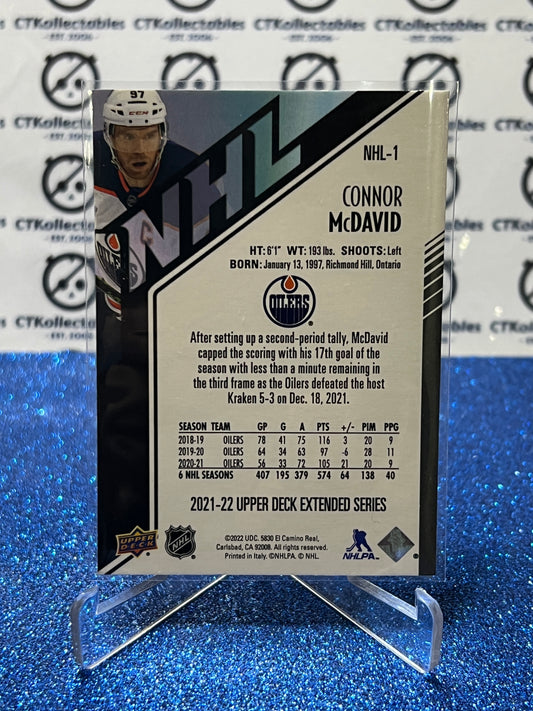 CTKollectables
EST.2006
97
CCM
NHL
OILERS
NHL-1
CONNOR
McDAVID
HT: 6'1" WT: 193 lbs. SHOOTS: Left
BORN: January 13, 1997, Richmond Hill, Ontario
OILERS
After setting up a second-period tally, McDavid
capped the scoring with his 17th goal of the
season with less than a minute remaining in
the third frame as the Oilers defeated the host
Kraken 5-3 on Dec. 18, 2021.
SEASON TEAM GP G A PTS +/- PIM PPG
2018-19 OILERS 78 41 75 116 3 20 9
2019-20 OILERS 64 34 63 97 -6 28 11
2020-21 OILERS 56 33 72 105 21 20 9
6 NHL SEASONS 407 195 379 574 64 138 40
2021-22 UPPER DECK EXTENDED SERIES
UPPER DECK
NHL
©2022 UDC. 5830 El Camino Real,
Carlsbad, CA 92008. All rights reserved.
Printed in Italy. ©NHLPA. © NHL.
NHLPA